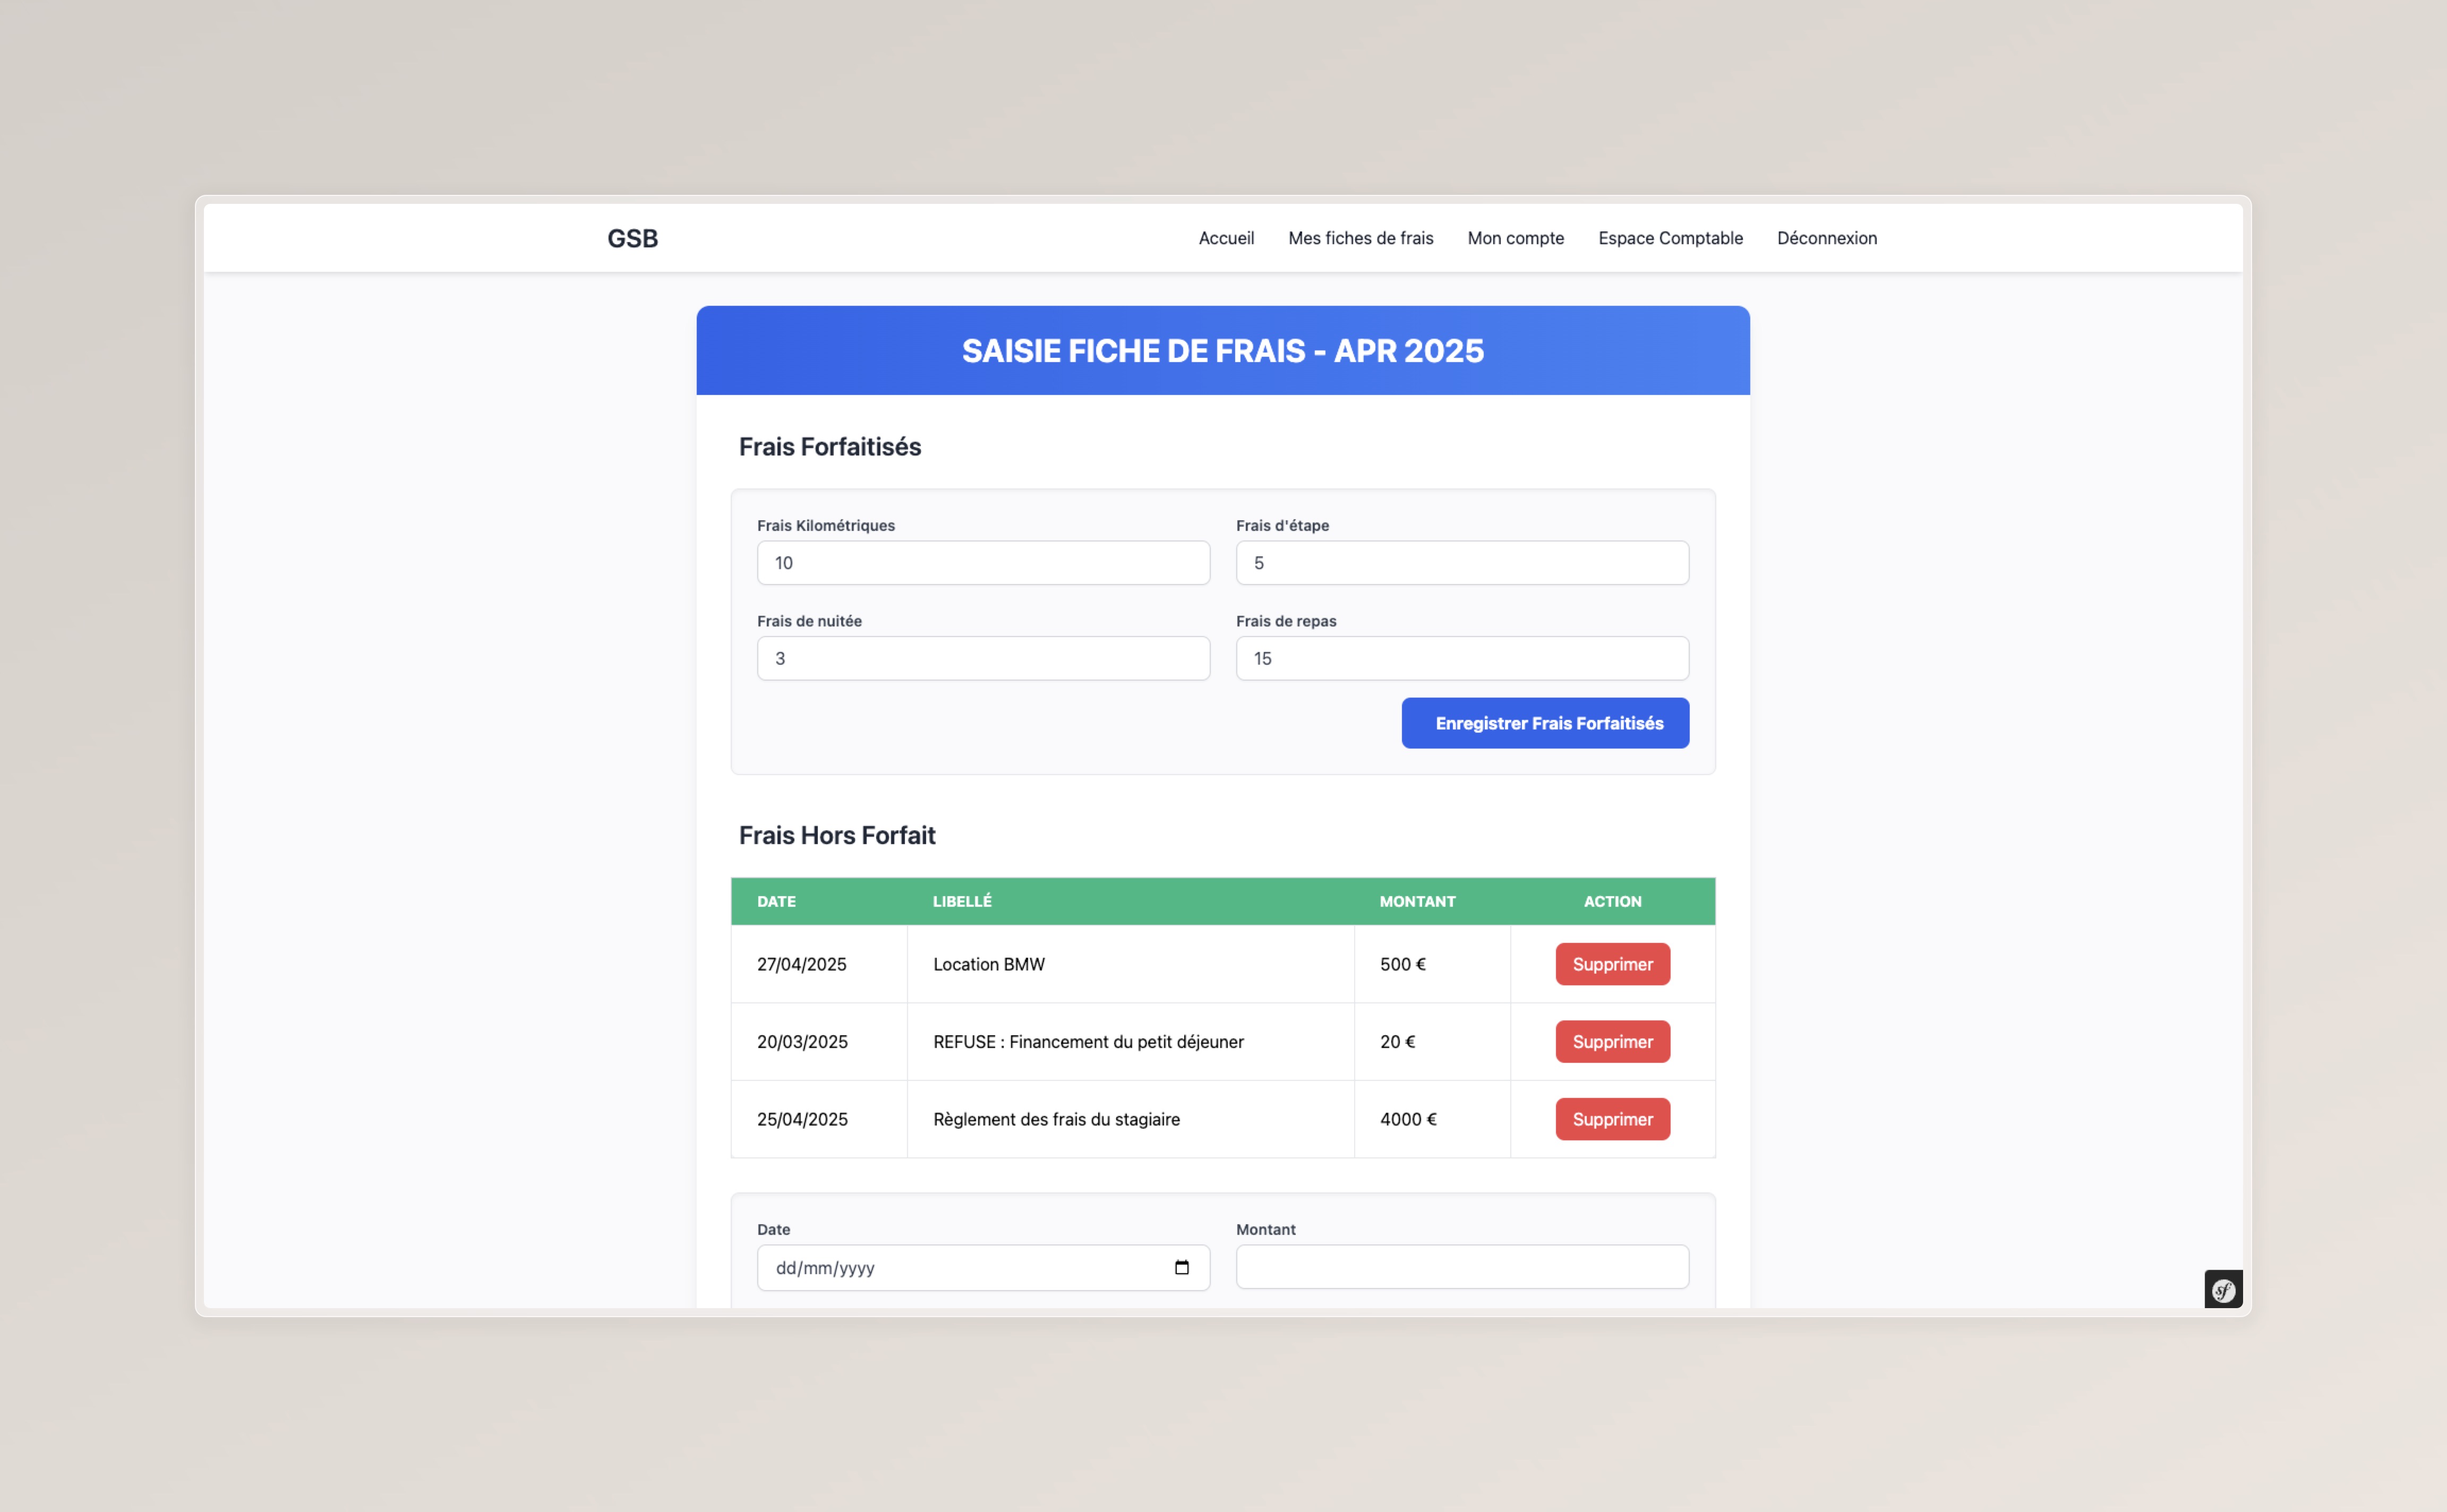 GSB Accueil Mes fiches de frais Mon compte Espace Comptable Déconnexion
SAISIE FICHE DE FRAIS - APR 2025
Frais Forfaitisés
Frais Kilométriques Frais d'étape
10 5
Frais de nuitée Frais de repas
3 15
Enregistrer Frais Forfaitisés
Frais Hors Forfait
DATE LIBELLÉ MONTANT ACTION
27/04/2025 Location BMW 500 € Supprimer
20/03/2025 REFUSE : Financement du petit déjeuner 20 € Supprimer
25/04/2025 Règlement des frais du stagiaire 4000 € Supprimer
Date Montant
dd/mm/yyyy
sf